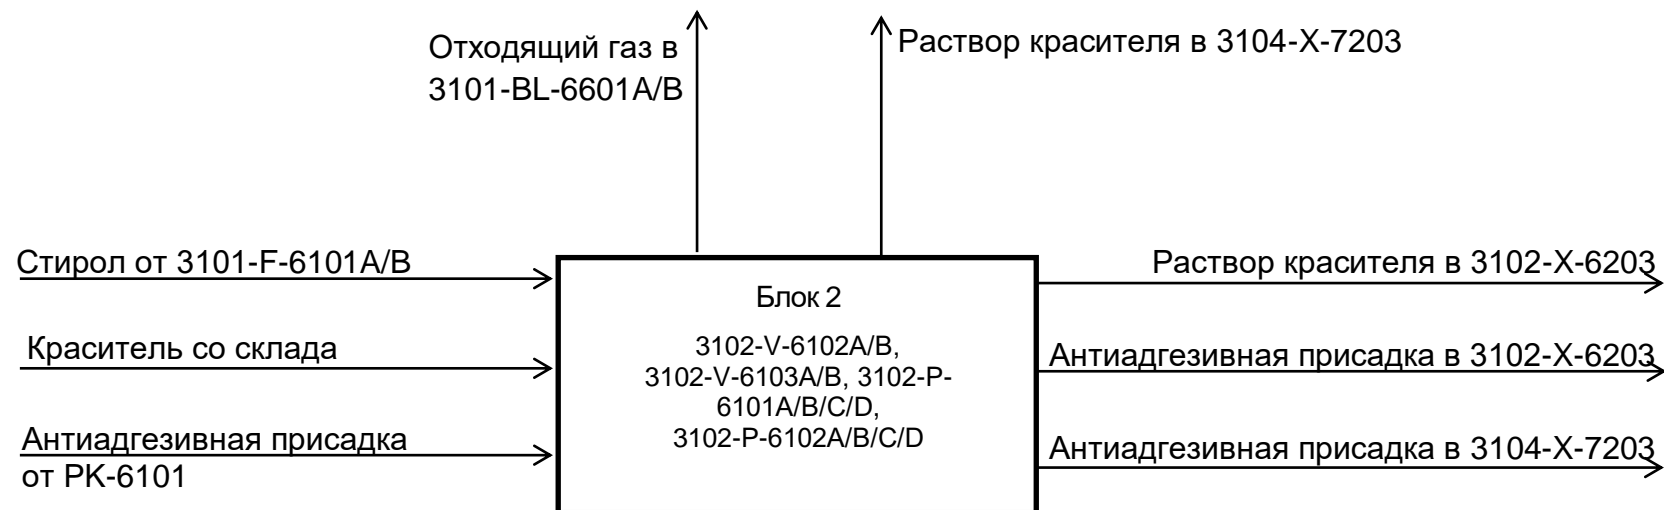 Отходящий газ в
3101-BL-6601A/B
Раствор красителя в 3104-X-7203
Стирол от 3101-F-6101A/B
Краситель со склада
Антиадгезивная присадка
от PK-6101
Блок 2
3102-V-6102A/B,
3102-V-6103A/B, 3102-P-
6101A/B/C/D,
3102-P-6102A/B/C/D
Раствор красителя в 3102-X-6203
Антиадгезивная присадка в 3102-X-6203
Антиадгезивная присадка в 3104-X-7203